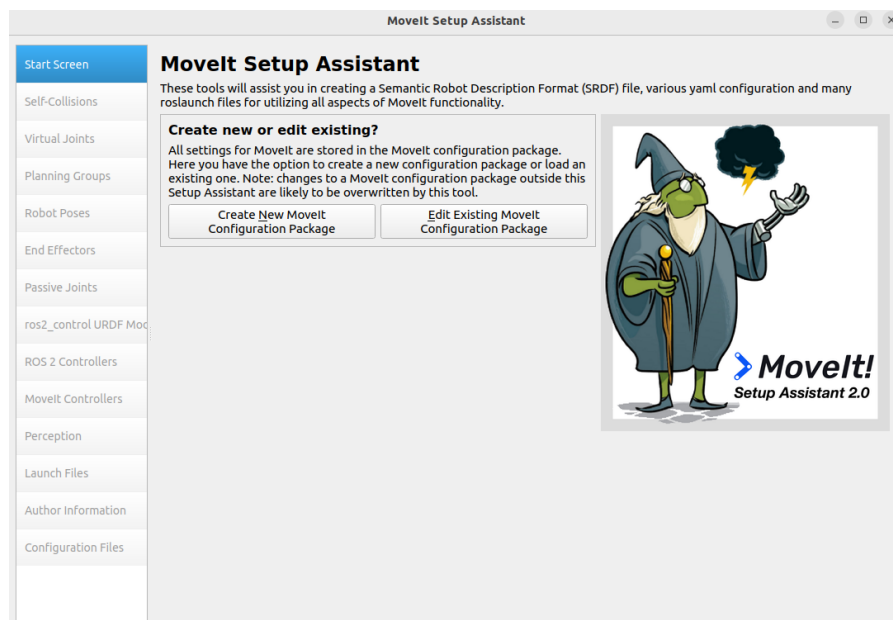 MoveIt Setup Assistant
Start Screen
Self-Collisions
Virtual Joints
Planning Groups
Robot Poses
End Effectors
Passive Joints
ros2_control URDF Moc
ROS 2 Controllers
MoveIt Controllers
Perception
Launch Files
Author Information
Configuration Files
MoveIt Setup Assistant
These tools will assist you in creating a Semantic Robot Description Format (SRDF) file, various yaml configuration and many
roslaunch files for utilizing all aspects of MoveIt functionality.
Create new or edit existing?
All settings for MoveIt are stored in the MoveIt configuration package.
Here you have the option to create a new configuration package or load an
existing one. Note: changes to a MoveIt configuration package outside this
Setup Assistant are likely to be overwritten by this tool.
Create New MoveIt
Configuration Package
Edit Existing MoveIt
Configuration Package
MoveIt!
Setup Assistant 2.0